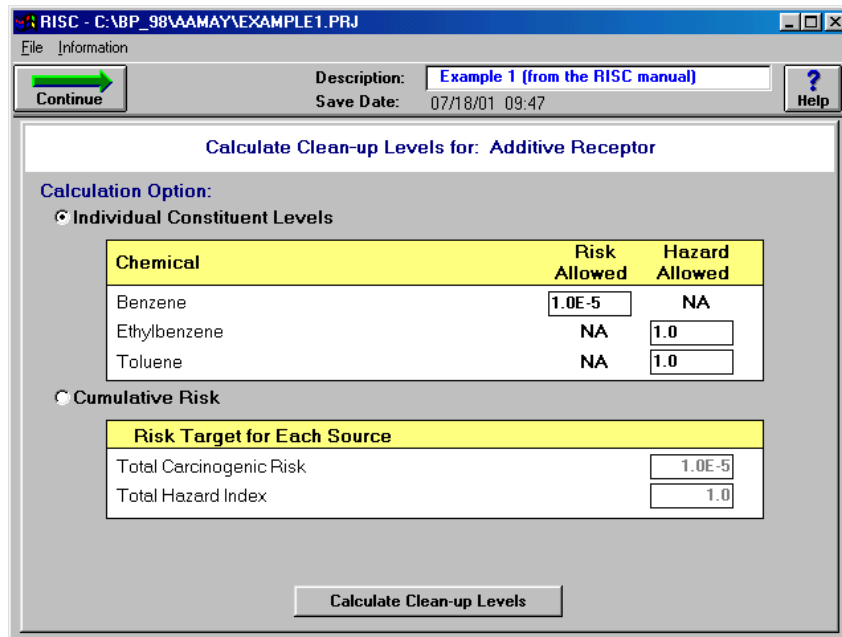 RISC - C:\BP_98\AAMAY\EXAMPLE1.PRJ
File Information
Continue
Description: Example 1 (from the RISC manual)
Save Date: 07/18/01 09:47
? Help
Calculate Clean-up Levels for: Additive Receptor
Calculation Option:
Individual Constituent Levels
Chemical Risk Allowed Hazard Allowed
Benzene 1.0E-5 NA
Ethylbenzene NA 1.0
Toluene NA 1.0
Cumulative Risk
Risk Target for Each Source
Total Carcinogenic Risk 1.0E-5
Total Hazard Index 1.0
Calculate Clean-up Levels